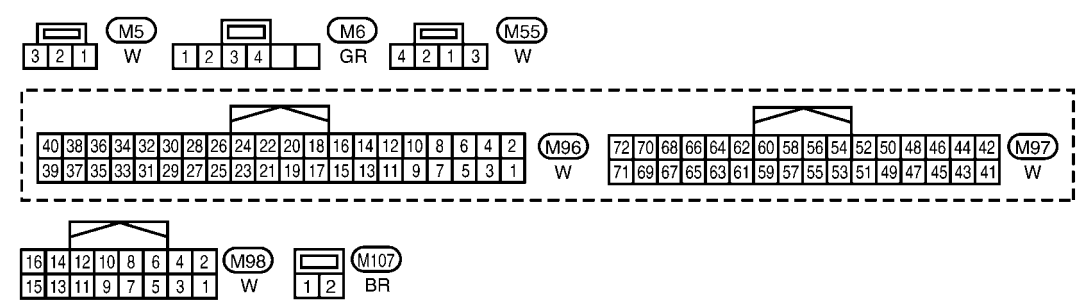 3 2 1 M5 W
1 2 3 4 M6 GR
4 2 1 3 M55 W
40 38 36 34 32 30 28 26 24 22 20 18 16 14 12 10 8 6 4 2 M96
39 37 35 33 31 29 27 25 23 21 19 17 15 13 11 9 7 5 3 1 W
72 70 68 66 64 62 60 58 56 54 52 50 48 46 44 42 M97
71 69 67 65 63 61 59 57 55 53 51 49 47 45 43 41 W
16 14 12 10 8 6 4 2 M98
15 13 11 9 7 5 3 1 W
1 2 M107 BR